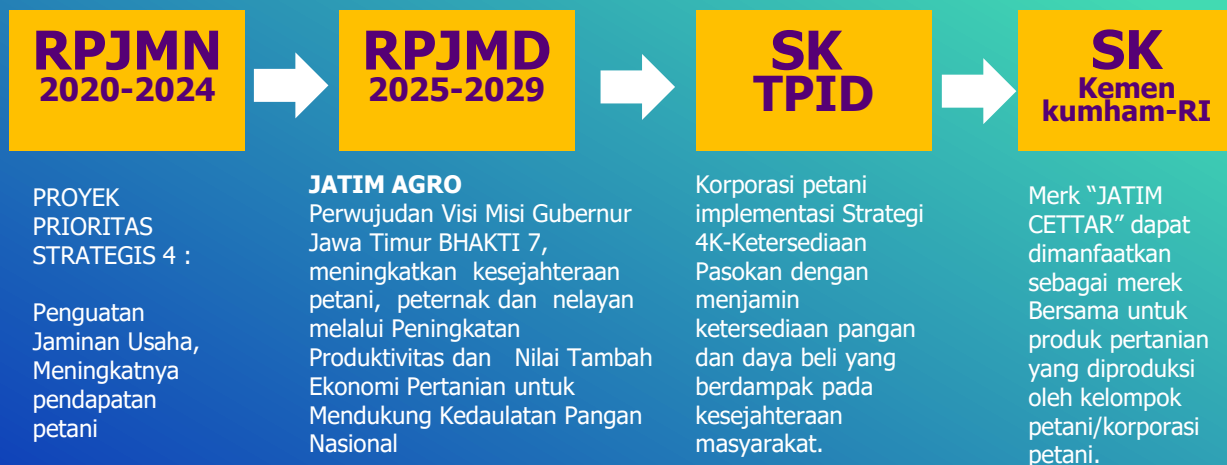 RPJMN
2020-2024
RPJMD
2025-2029
SK
TPID
SK
Kemen
kumham-RI
PROYEK
PRIORITAS
STRATEGIS 4 :
Penguatan
Jaminan Usaha,
Meningkatnya
pendapatan
petani
JATIM AGRO
Perwujudan Visi Misi Gubernur
Jawa Timur BHAKTI 7,
meningkatkan kesejahteraan
petani, peternak dan nelayan
melalui Peningkatan
Produktivitas dan Nilai Tambah
Ekonomi Pertanian untuk
Mendukung Kedaulatan Pangan
Nasional
Korporasi petani
implementasi Strategi
4K-Ketersediaan
Pasokan dengan
menjamin
ketersediaan pangan
dan daya beli yang
berdampak pada
kesejahteraan
masyarakat.
Merk “JATIM
CETTAR” dapat
dimanfaatkan
sebagai merek
Bersama untuk
produk pertanian
yang diproduksi
oleh kelompok
petani/korporasi
petani.